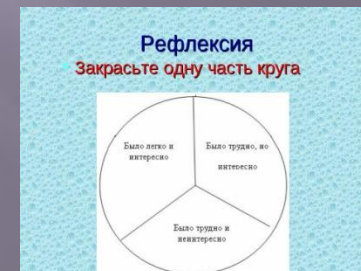 Рефлексия
Закрасьте одну часть круга
Было легко и
интересно
Было трудно, но
интересно
Было трудно и
неинтересно